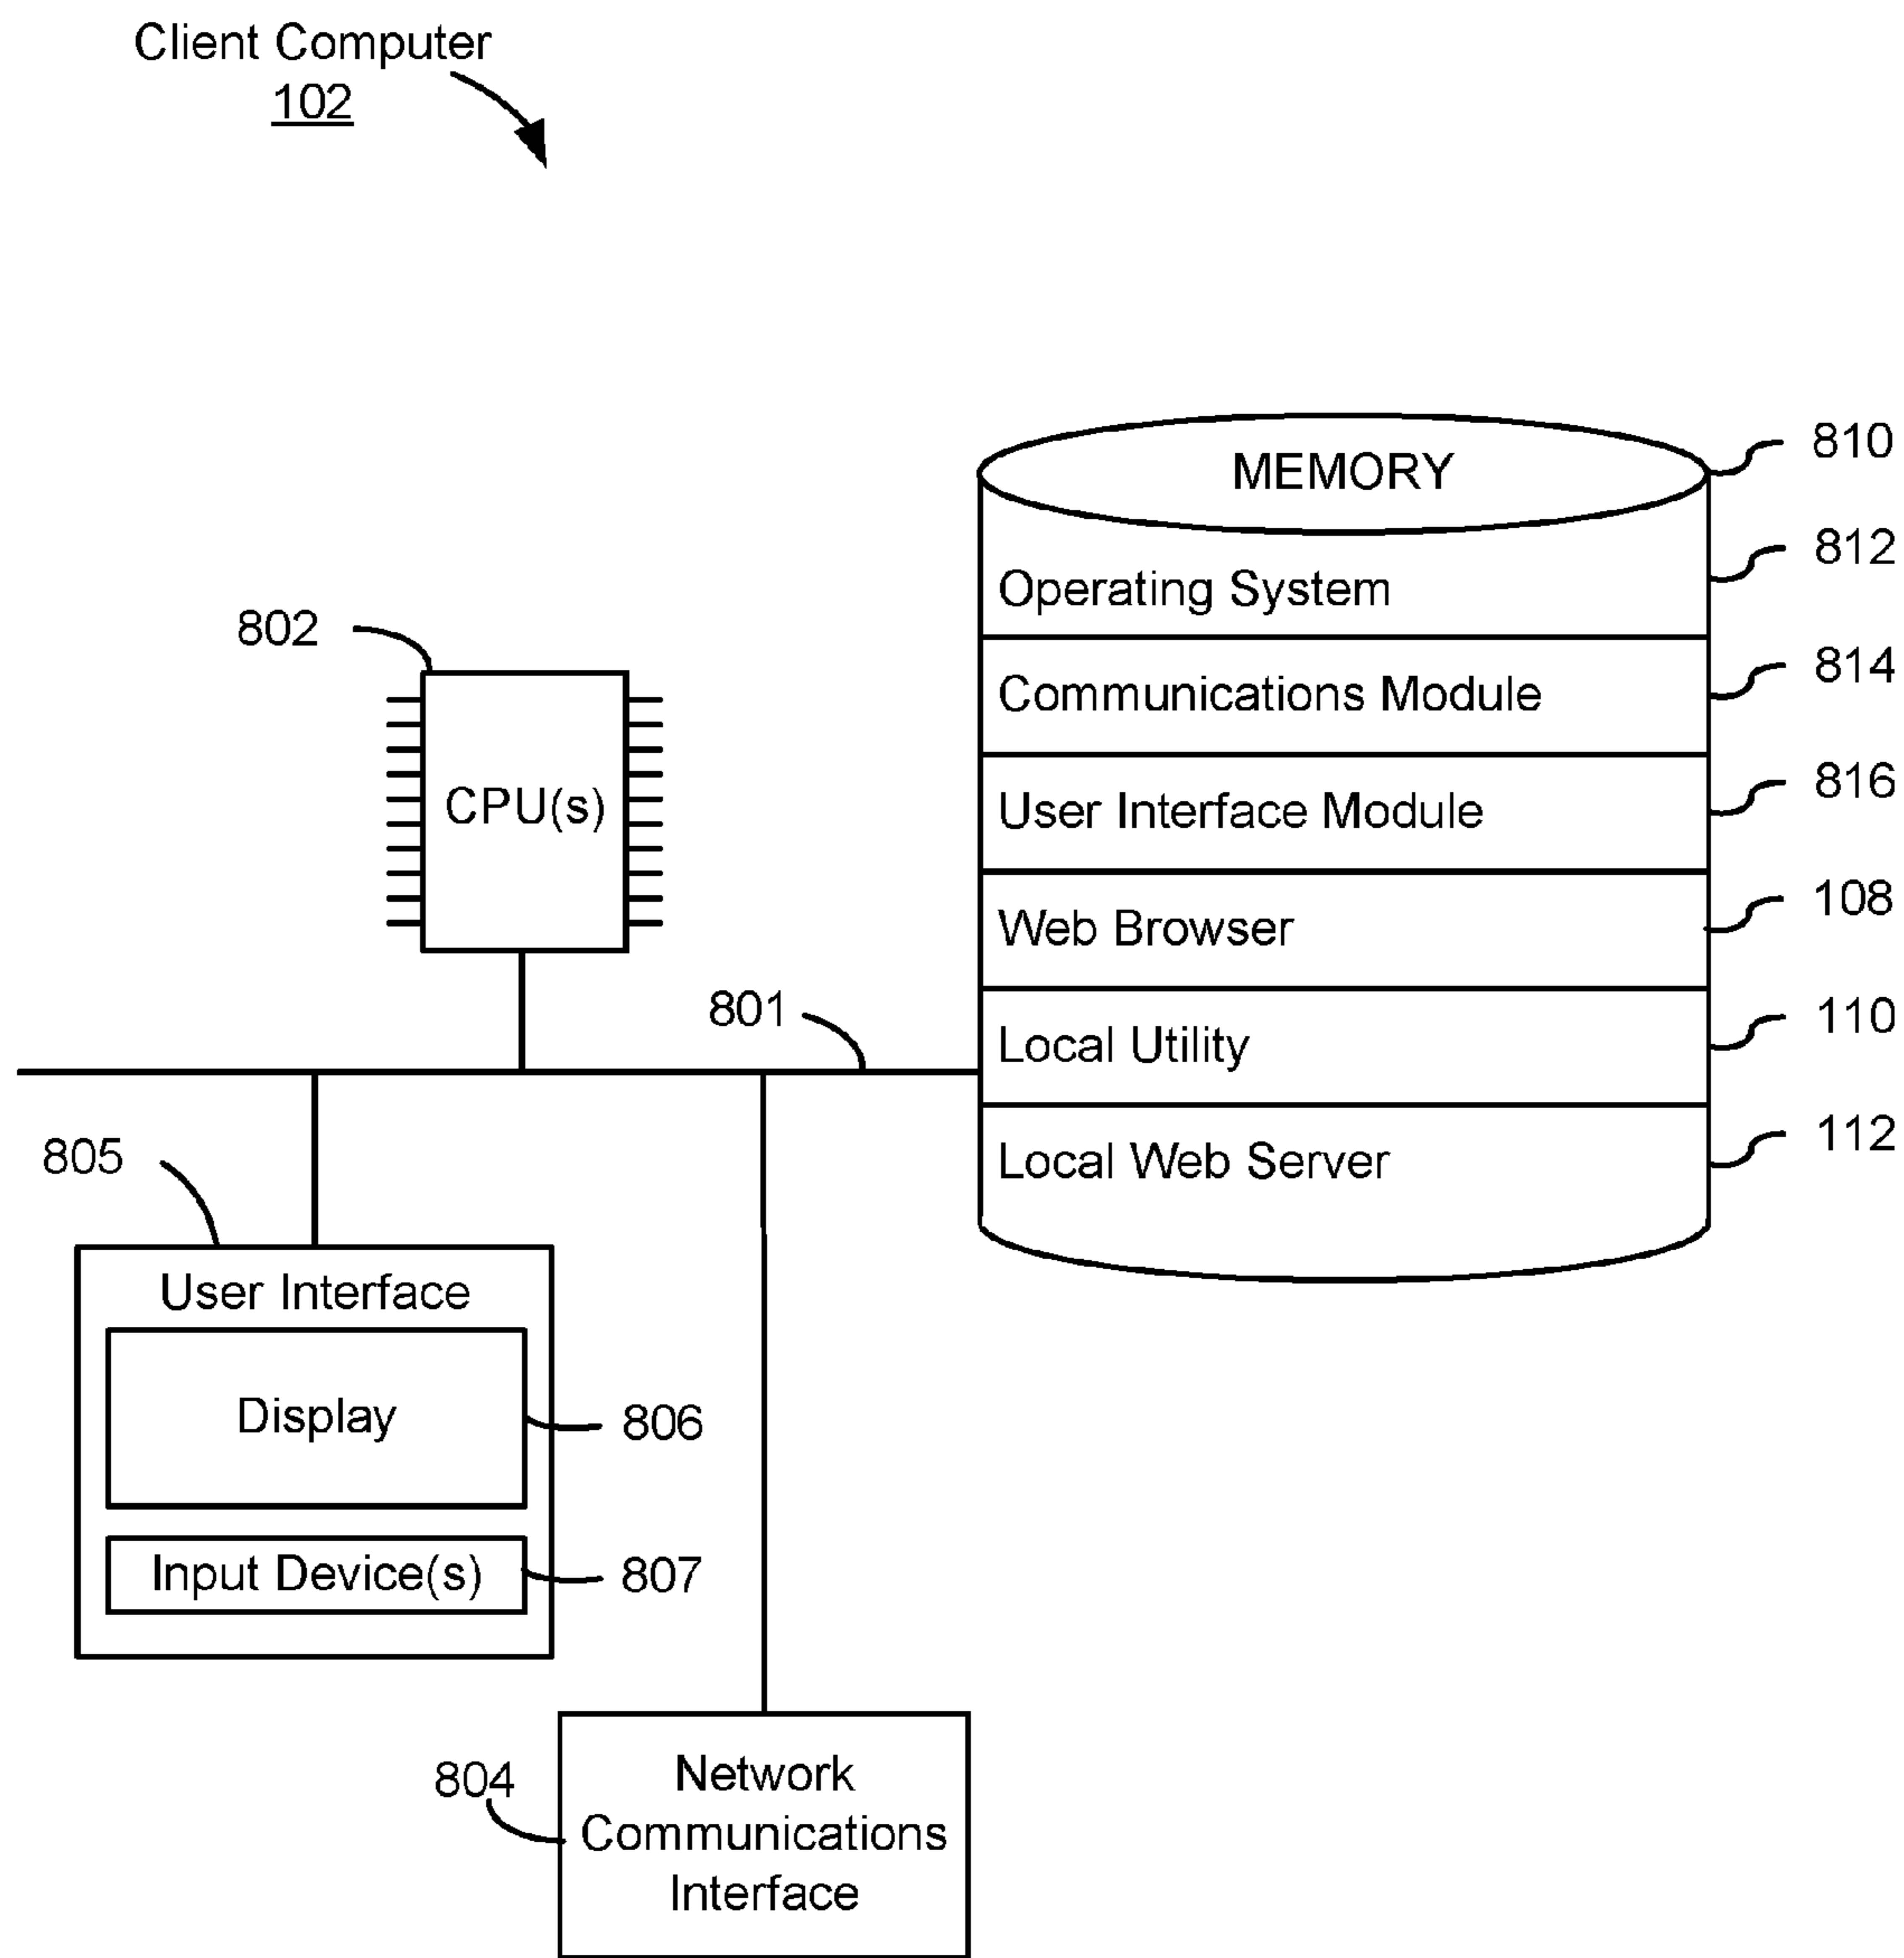 Client Computer
102
MEMORY
810
Operating System
812
Communications Module
814
User Interface Module
816
Web Browser
108
Local Utility
110
Local Web Server
112
802
CPU(s)
801
805
User Interface
Display
806
Input Device(s)
807
804
Network
Communications
Interface